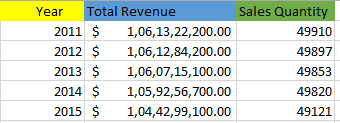 Year Total Revenue Sales Quantity
2011 $ 1,06,13,22,200.00 49910
2012 $ 1,06,12,84,200.00 49897
2013 $ 1,06,07,15,100.00 49853
2014 $ 1,05,92,56,700.00 49820
2015 $ 1,04,42,99,100.00 49121